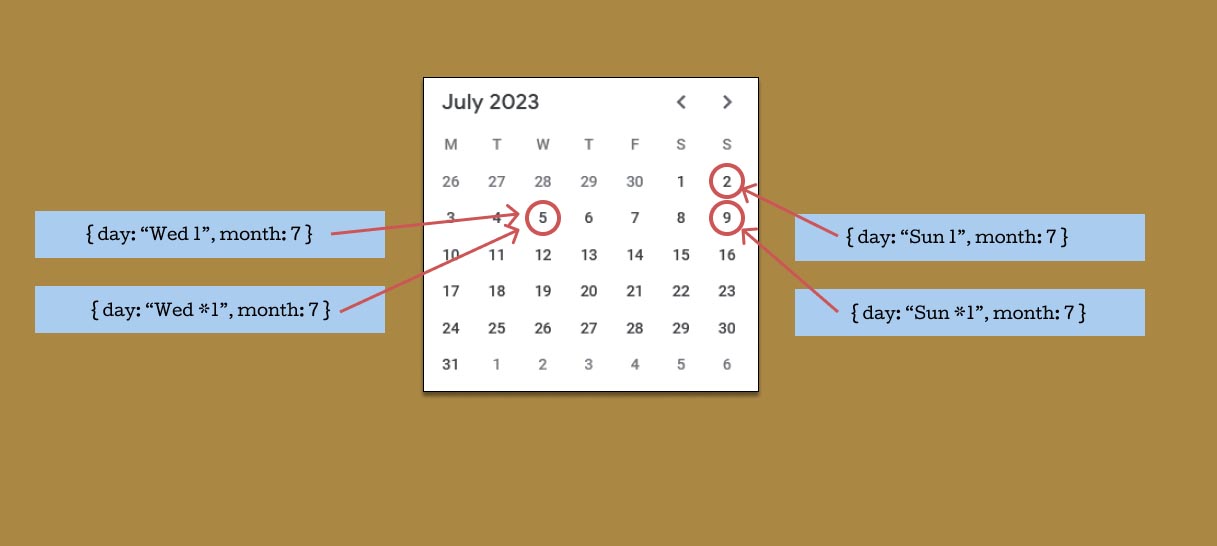 July 2023
M T W T F S S
26 27 28 29 30 1 2
3 4 5 6 7 8 9
{ day: “Wed 1”, month: 7 }
{ day: “Sun 1”, month: 7 }
10 11 12 13 14 15 16
17 18 19 20 21 22 23
{ day: “Wed *1”, month: 7 }
{ day: “Sun *1”, month: 7 }
24 25 26 27 28 29 30
31 1 2 3 4 5 6